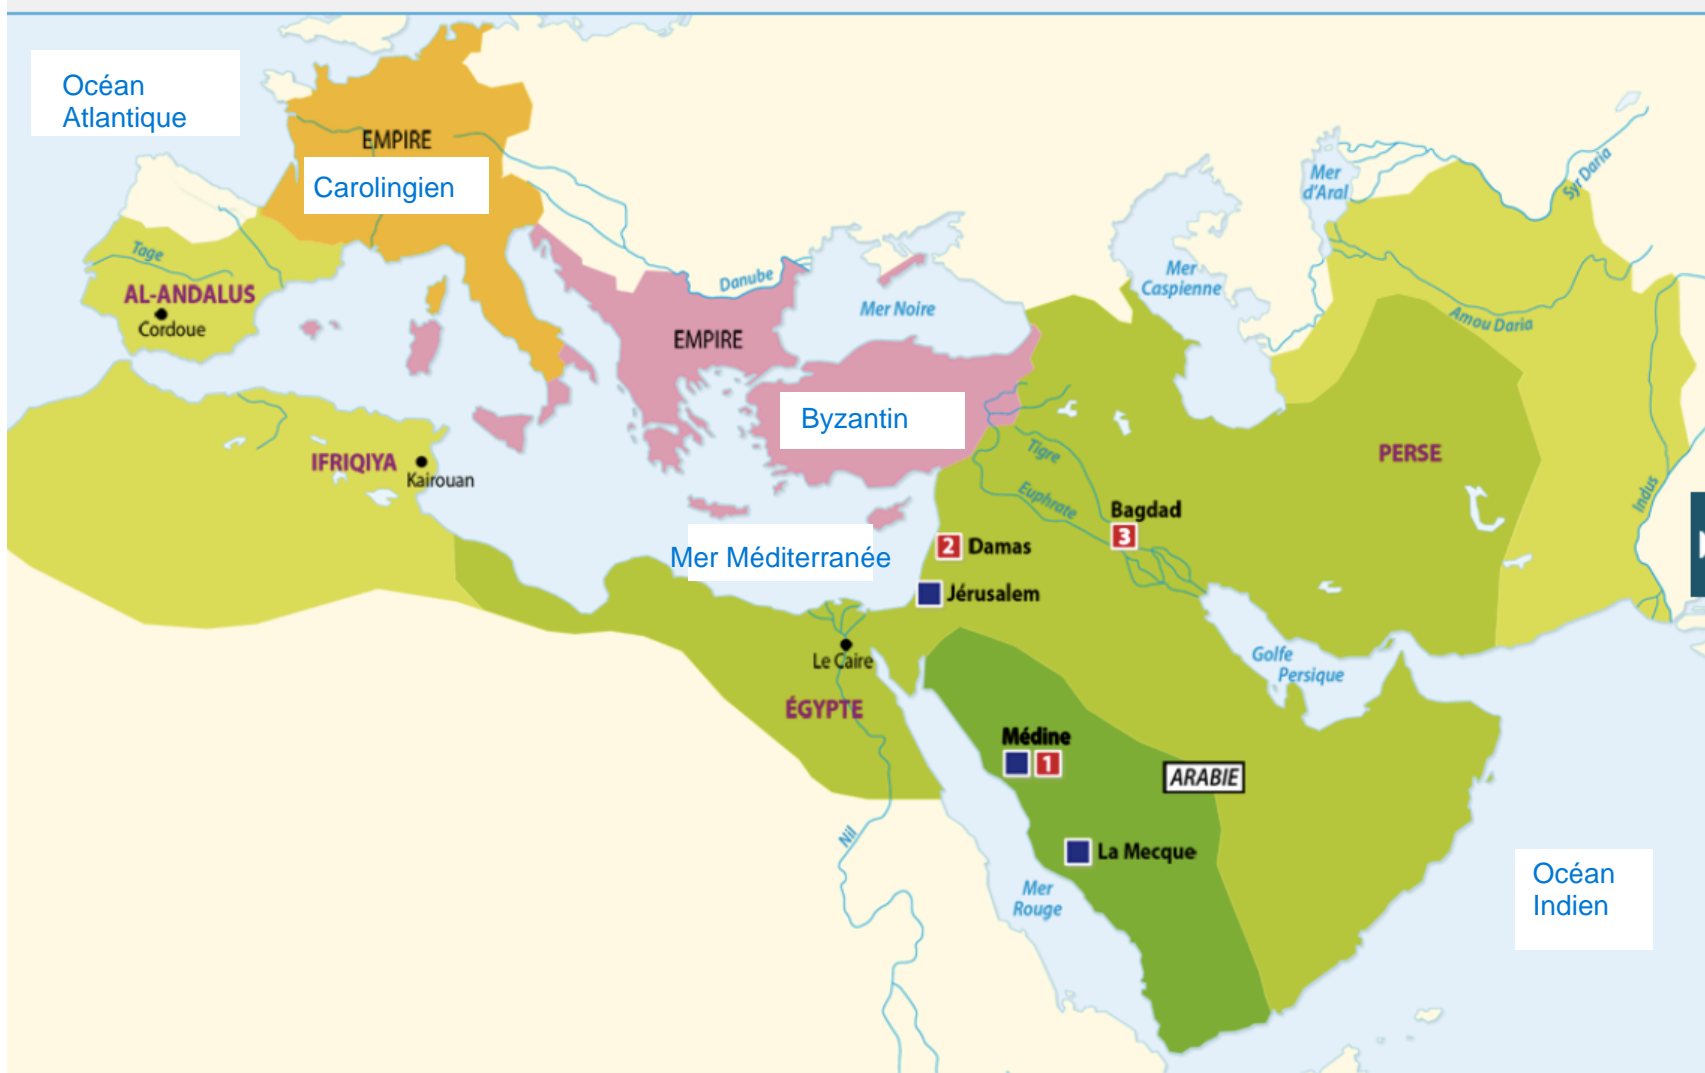 Océan
Atlantique
EMPIRE
Carolingien
Mer
d'Aral
Syr Daria
Tage
AL-ANDALUS
Cordoue
Danube
Mer Noire
Mer
Caspienne
Amou Daria
EMPIRE
Byzantin
IFRIQIYA
Kairouan
Tigre
Euphrate
PERSE
Indus
Bagdad
3
2 Damas
Mer Méditerranée
Jérusalem
Le Caire
Golfe
Persique
ÉGYPTE
Médine
1
ARABIE
Nil
La Mecque
Mer
Rouge
Océan
Indien